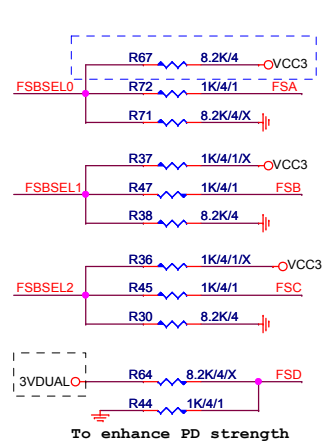 R67 8.2K/4 VCC3
FSBSEL0 R72 1K/4/1 FSA
R71 8.2K/4/X
R37 1K/4/1/X VCC3
FSBSEL1 R47 1K/4/1 FSB
R38 8.2K/4
R36 1K/4/1/X VCC3
FSBSEL2 R45 1K/4/1 FSC
R30 8.2K/4
3VDUAL R64 8.2K/4/X FSD
R44 1K/4/1
To enhance PD strength